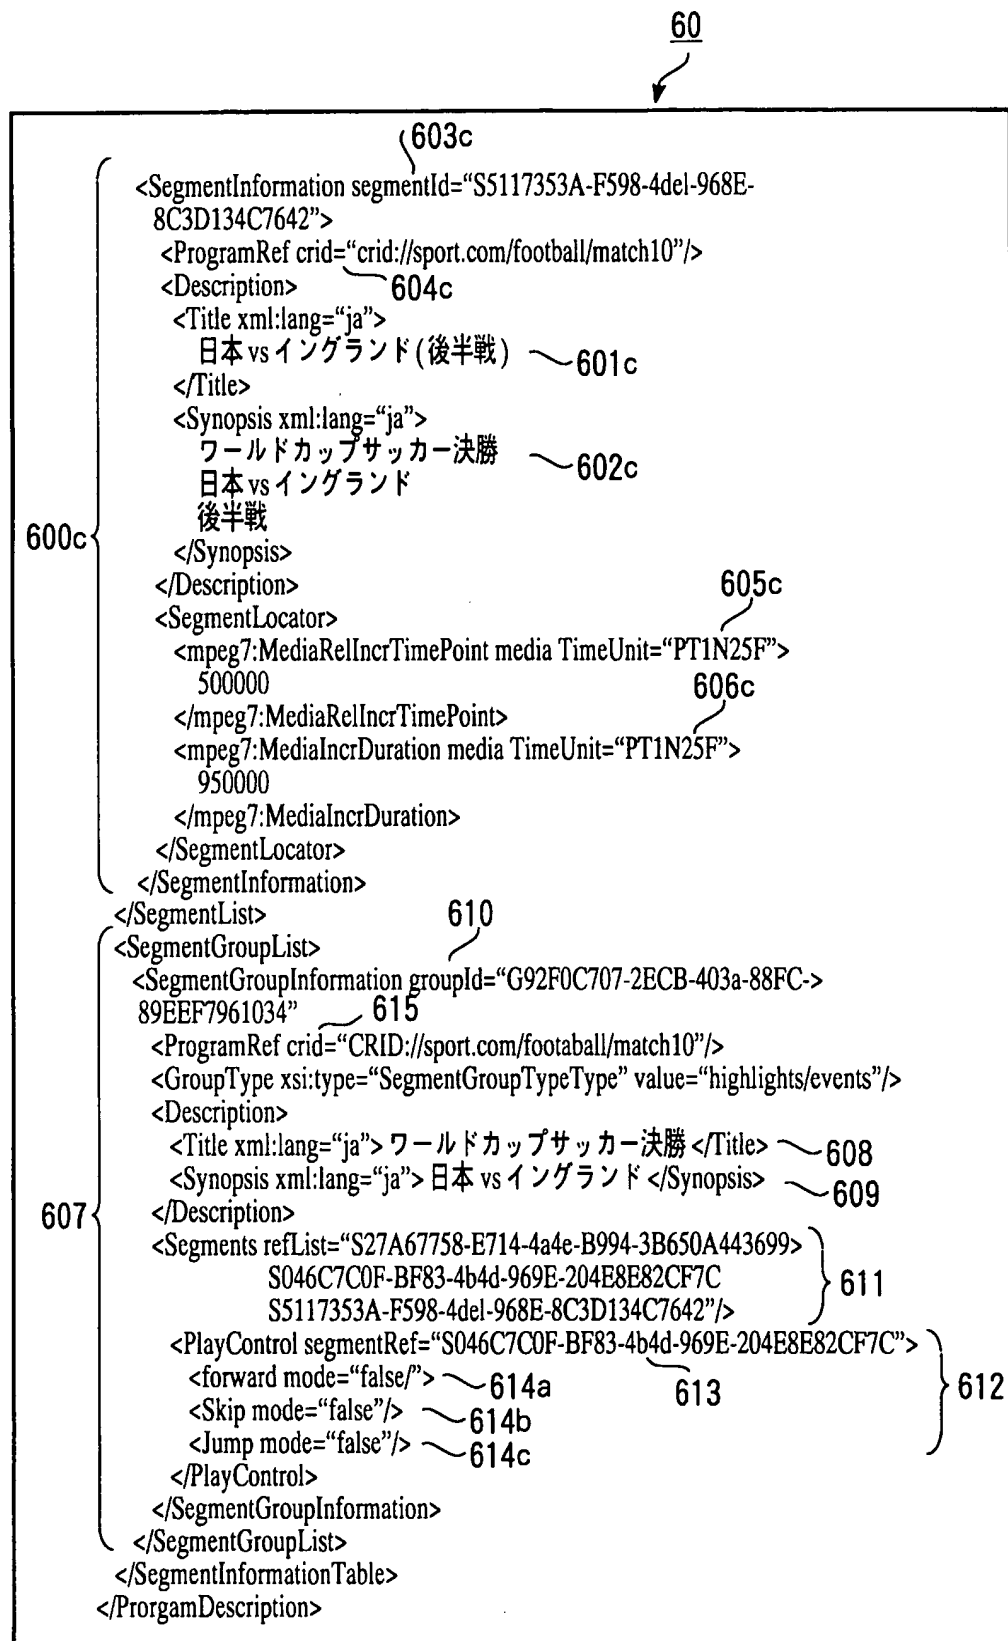 60
603c
<SegmentInformation segmentId=“S5117353A-F598-4del-968E-
8C3D134C7642”>
<ProgramRef crid=“crid://sport.com/football/match10”/>
<Description> 604c
<Title xml:lang=“ja”>
日本 vs イングランド(後半戦) 601c
</Title>
<Synopsis xml:lang=“ja”>
ワールドカップサッカー決勝 602c
日本 vs イングランド
後半戦
600c
</Synopsis>
</Description> 605c
<SegmentLocator>
<mpeg7:MediaRelIncrTimePoint media TimeUnit=“PT1N25F”>
500000 606c
</mpeg7:MediaRelIncrTimePoint>
<mpeg7:MediaIncrDuration media TimeUnit=“PT1N25F”>
950000
</mpeg7:MediaIncrDuration>
</SegmentLocator>
</SegmentInformation>
</SegmentList> 610
<SegmentGroupList>
<SegmentGroupInformation groupId=“G92F0C707-2ECB-403a-88FC->
89EEF7961034” 615
<ProgramRef crid=“CRID://sport.com/footaball/match10”/>
<GroupType xsi:type=“SegmentGroupTypeType” value=“highlights/events”/>
<Description>
<Title xml:lang=“ja”> ワールドカップサッカー決勝 </Title> 608
<Synopsis xml:lang=“ja”> 日本 vs イングランド </Synopsis> 609
607 </Description>
<Segments refList=“S27A67758-E714-4a4e-B994-3B650A443699>
S046C7C0F-BF83-4b4d-969E-204E8E82CF7C 611
S5117353A-F598-4del-968E-8C3D134C7642”/>
<PlayControl segmentRef=“S046C7C0F-BF83-4b4d-969E-204E8E82CF7C”>
<forward mode=“false/”> 614a 613 612
<Skip mode=“false”/> 614b
<Jump mode=“false”/> 614c
</PlayControl>
</SegmentGroupInformation>
</SegmentGroupList>
</SegmentInformationTable>
</ProrgamDescription>